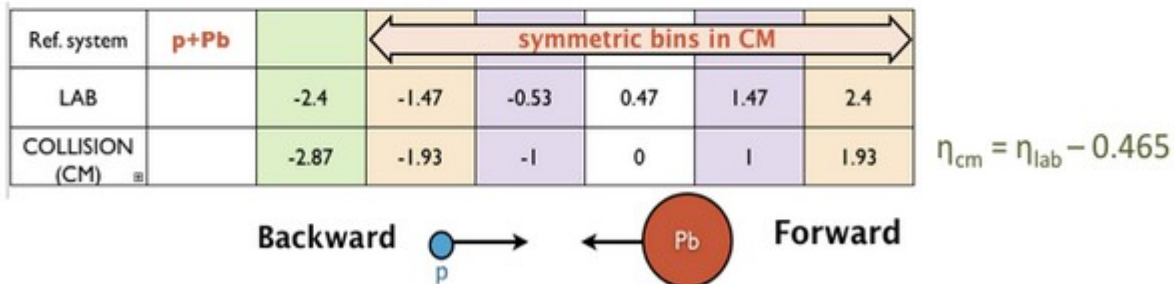 Ref. system p+Pb symmetric bins in CM
LAB -2.4 -1.47 -0.53 0.47 1.47 2.4
COLLISION (CM) -2.87 -1.93 -1 0 1 1.93
η_cm = η_lab – 0.465
Backward p Pb Forward